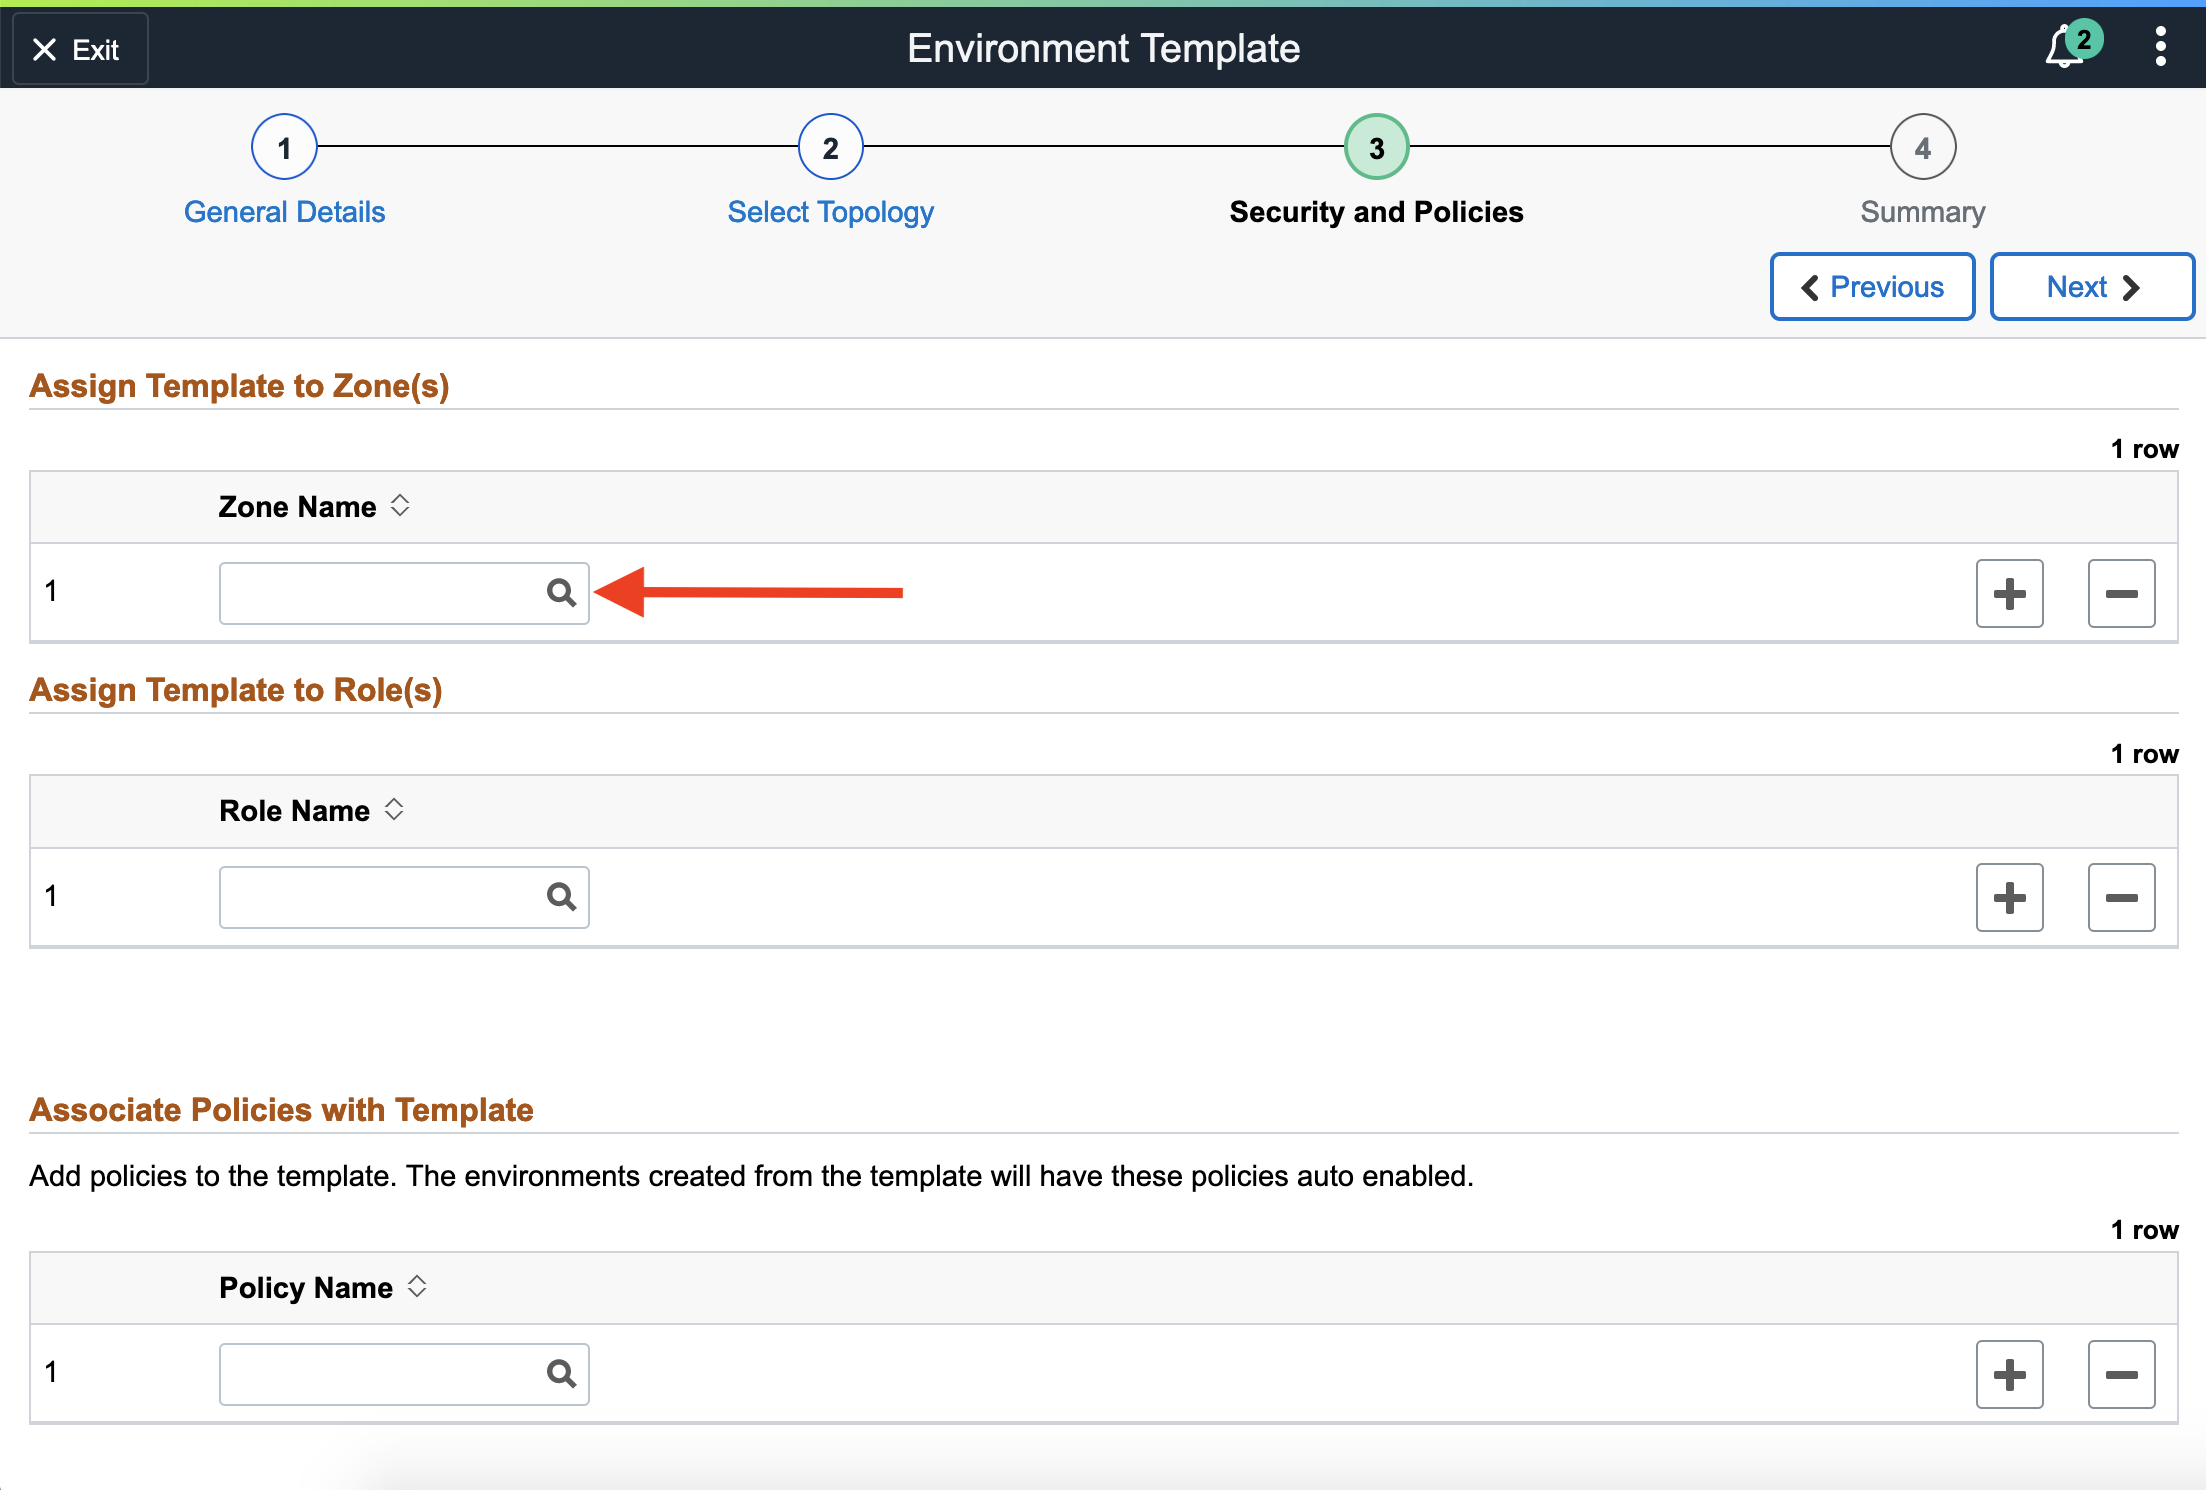 Exit
Environment Template
2
1
2
3
4
General Details
Select Topology
Security and Policies
Summary
Previous
Next
Assign Template to Zone(s)
1 row
Zone Name
1
Assign Template to Role(s)
1 row
Role Name
1
Associate Policies with Template
Add policies to the template. The environments created from the template will have these policies auto enabled.
1 row
Policy Name
1